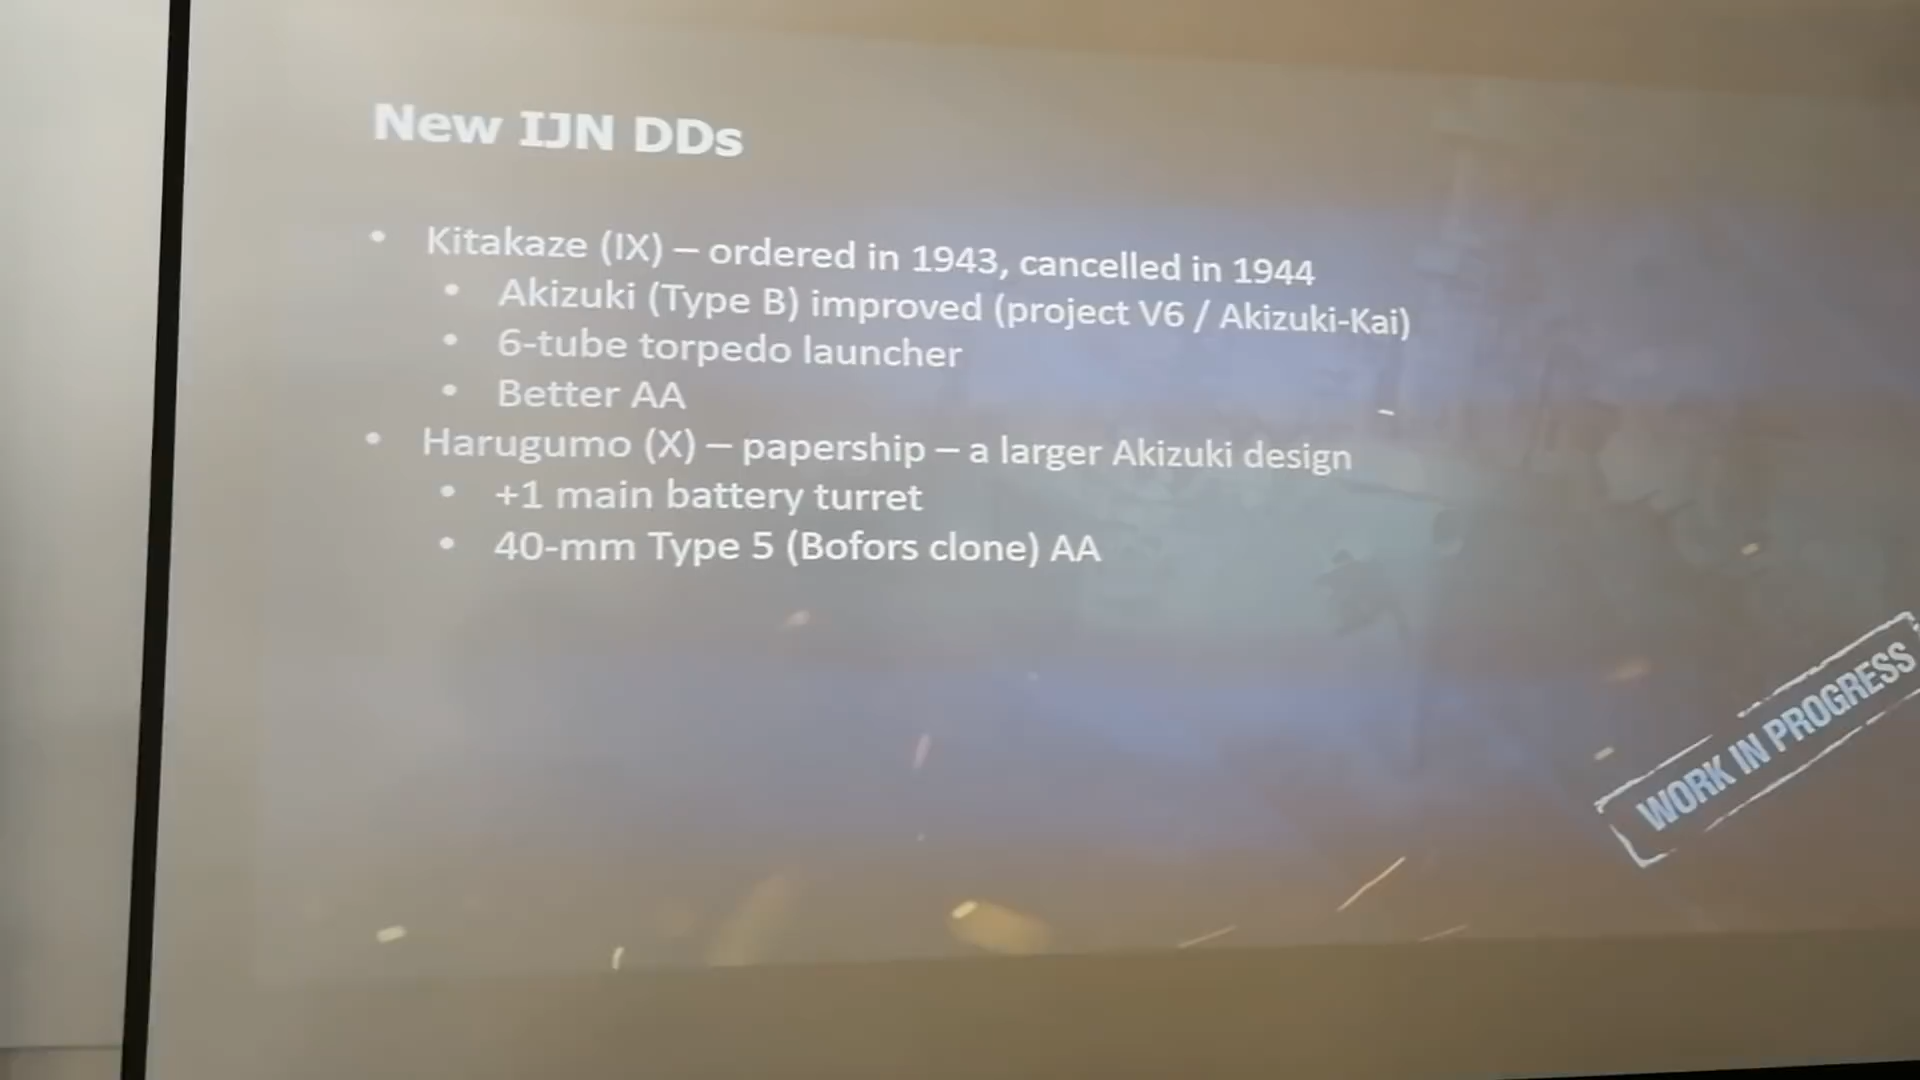 New IJN DDs
• Kitakaze (IX) – ordered in 1943, cancelled in 1944
• Akizuki (Type B) improved (project V6 / Akizuki-Kai)
• 6-tube torpedo launcher
• Better AA
• Harugumo (X) – papership – a larger Akizuki design
• +1 main battery turret
• 40-mm Type 5 (Bofors clone) AA
WORK IN PROGRESS